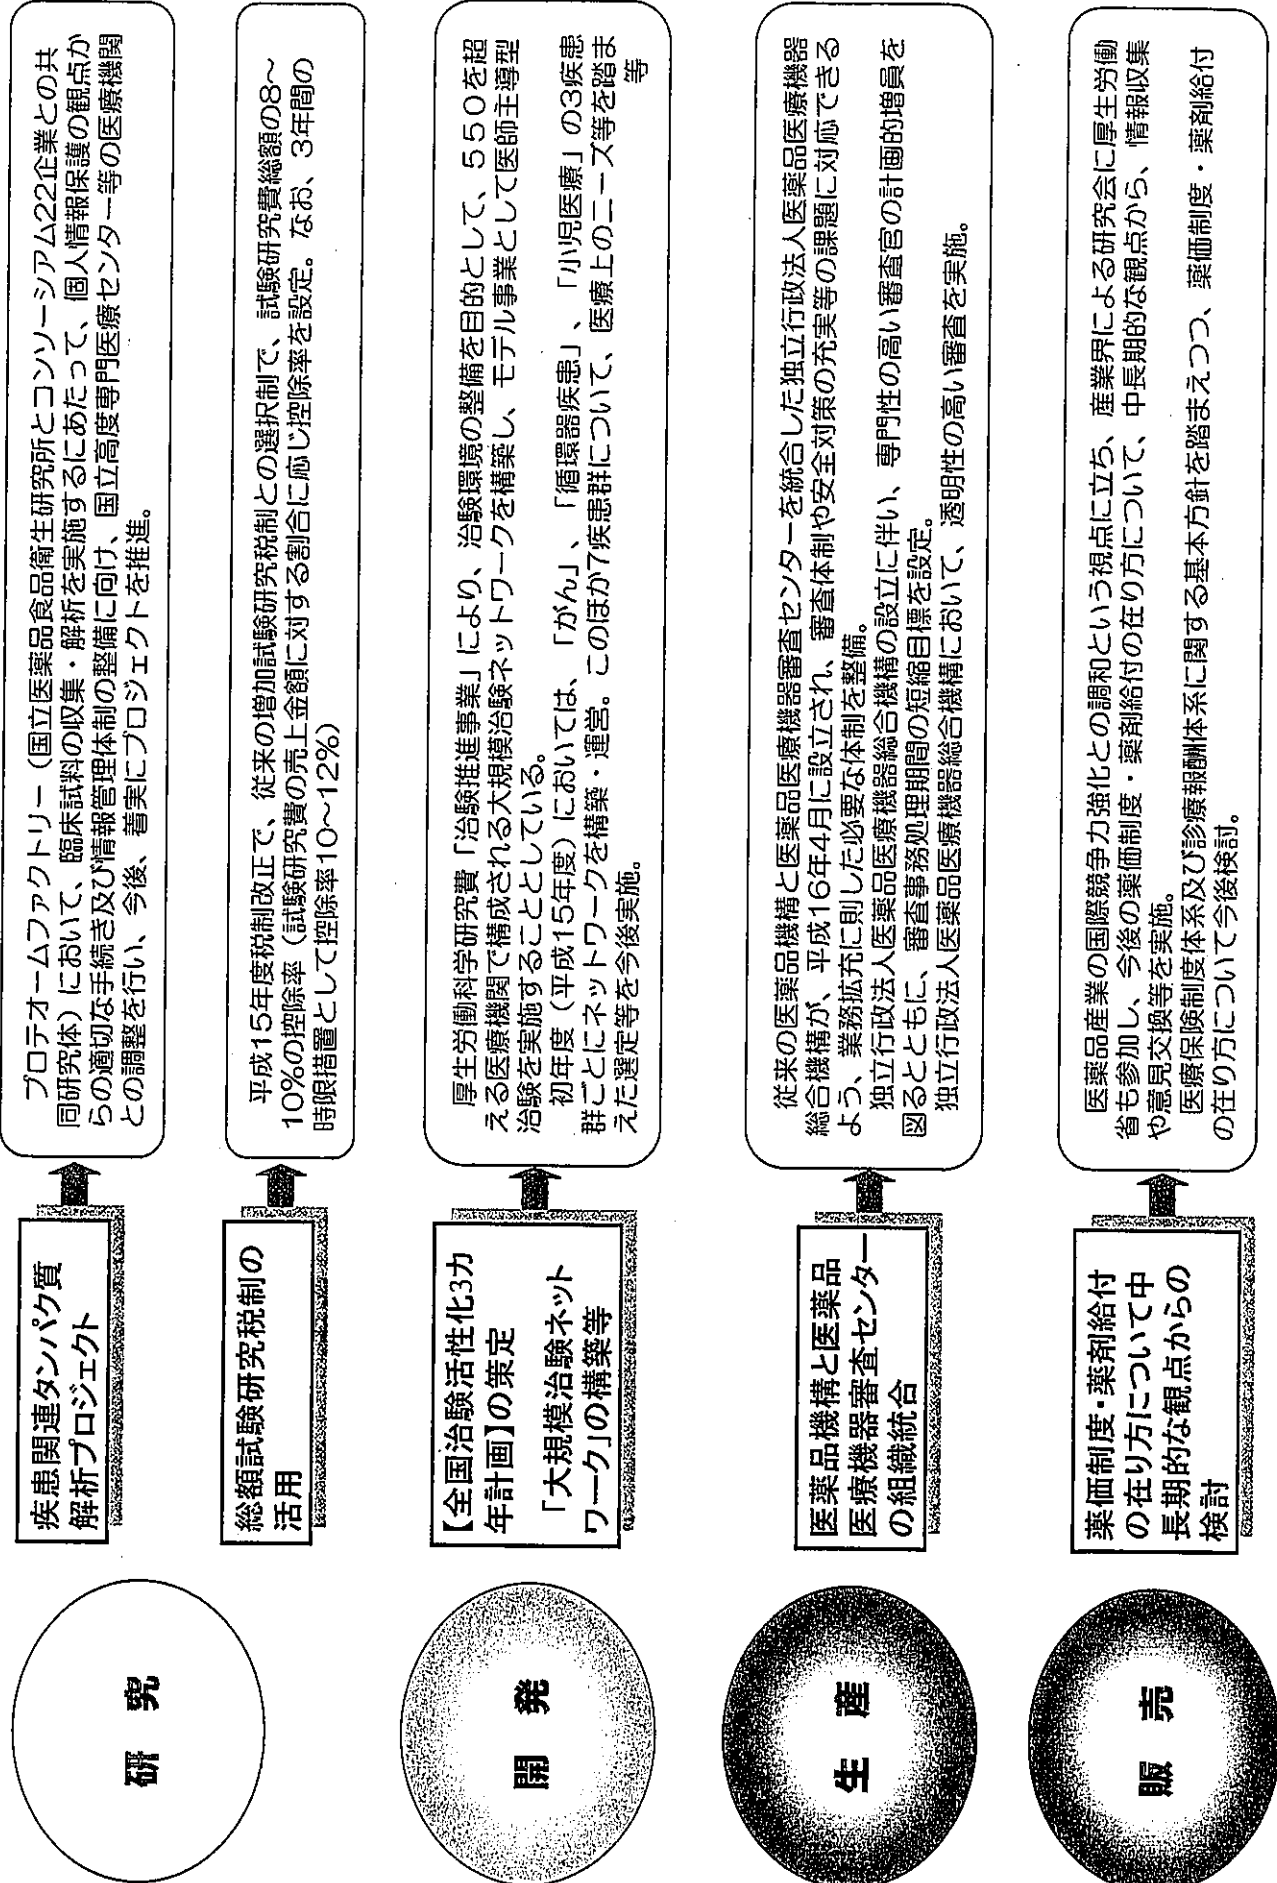 研　究
疾患関連タンパク質
解析プロジェクト
プロテオームファクトリー（国立医薬品食品衛生研究所とコンソーシアム22企業との共
同研究体）において、臨床試料の収集・解析を実施するにあたって、個人情報保護の観点か
らの適切な手続き及び情報管理体制の整備に向け、国立高度専門医療センター等の医療機関
との調整を行い、今後、着実にプロジェクトを推進。
総額試験研究税制の
活用
平成15年度税制改正で、従来の増加試験研究税制との選択制で、試験研究費総額の8～
10%の控除率（試験研究費の売上金額に対する割合に応じ控除率を設定。なお、3年間の
時限措置として控除率10～12%）
開　発
【全国治験活性化3カ
年計画】の策定
「大規模治験ネット
ワーク」の構築等
厚生労働科学研究費「治験推進事業」により、治験環境の整備を目的として、550を超
える医療機関で構成される大規模治験ネットワークを構築し、モデル事業として医師主導型
治験を実施することとしている。
初年度（平成15年度）においては、「がん」、「循環器疾患」、「小児医療」の3疾患
群ごとにネットワークを構築・運営。このほか7疾患群について、医療上のニーズ等を踏ま
えた選定等を今後実施。
等
生　産
医薬品機構と医薬品
医療機器審査センター
の組織統合
従来の医薬品機構と医薬品医療機器審査センターを統合した独立行政法人医薬品医療機器
総合機構が、平成16年4月に設立され、審査体制や安全対策の充実等の課題に対応できる
よう、業務拡充に則した必要な体制を整備。
独立行政法人医薬品医療機器総合機構の設立に伴い、専門性の高い審査官の計画的増員を
図るとともに、審査事務処理期間の短縮目標を設定。
独立行政法人医薬品医療機器総合機構において、透明性の高い審査を実施。
販　売
薬価制度・薬剤給付
の在り方について中
長期的な観点からの
検討
医薬品産業の国際競争力強化との調和という視点に立ち、産業界による研究会に厚生労働
省も参加し、今後の薬価制度・薬剤給付の在り方について、中長期的な観点から、情報収集
や意見交換等を実施。
医療保険制度体系及び診療報酬体系に関する基本方針を踏まえつつ、薬価制度・薬剤給付
の在り方について今後検討。